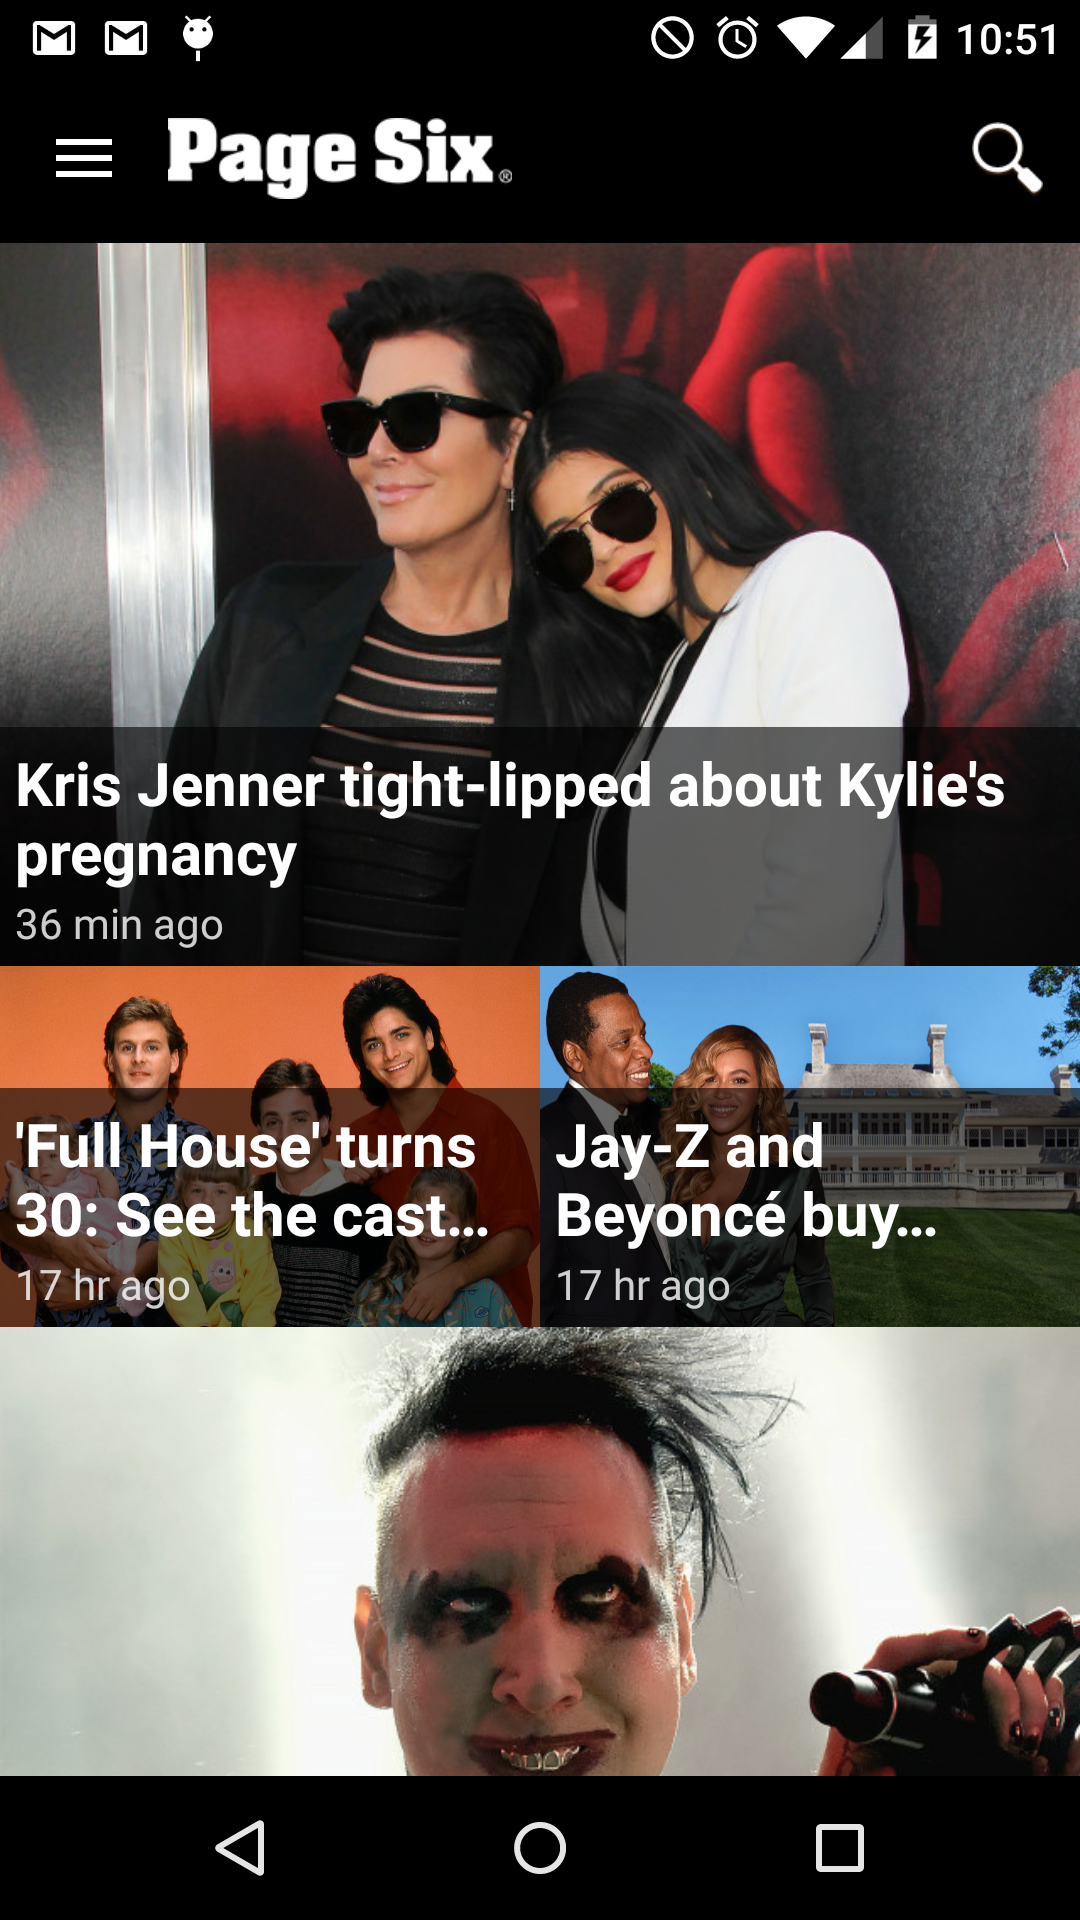 10:51
Page Six®
Kris Jenner tight-lipped about Kylie's
pregnancy
36 min ago
'Full House' turns
30: See the cast...
17 hr ago
Jay-Z and
Beyoncé buy...
17 hr ago